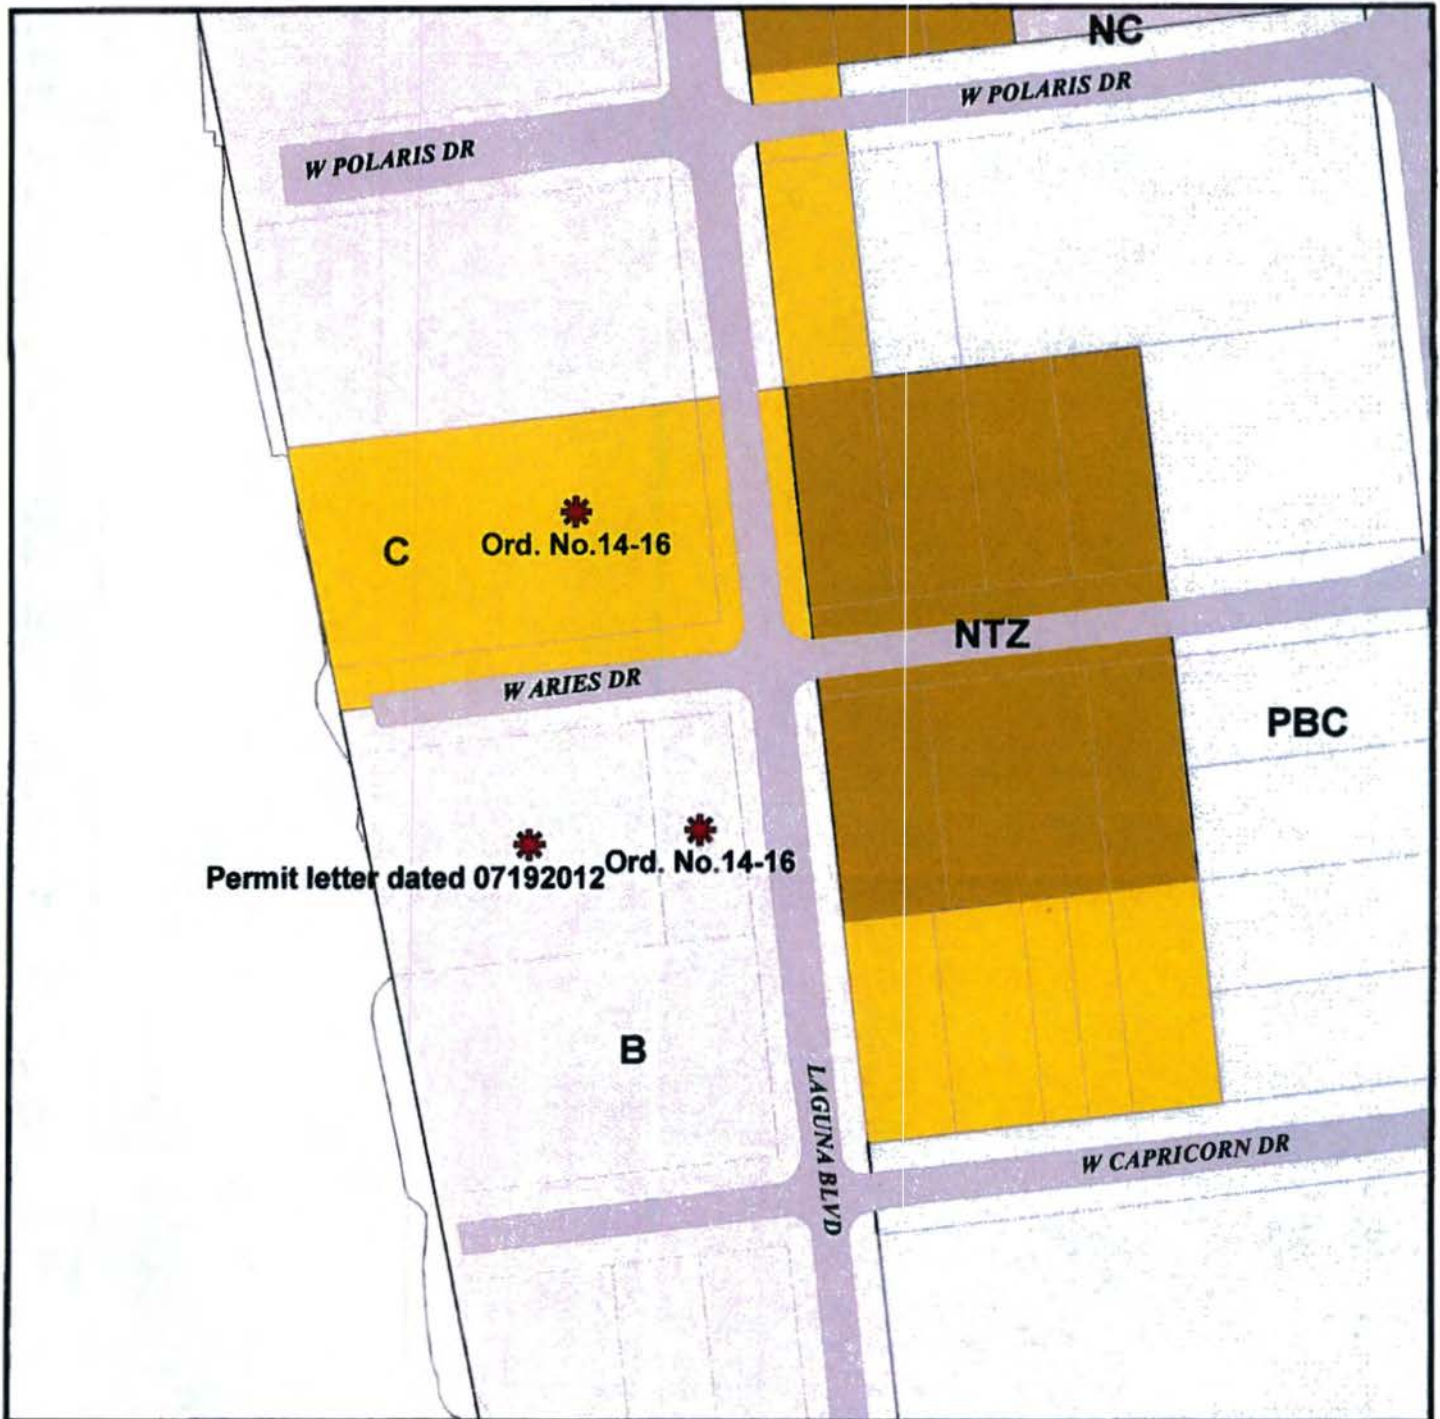 NC
W POLARIS DR
W POLARIS DR
C
Ord. No.14-16
NTZ
W ARIES DR
PBC
Permit letter dated 07192012
Ord. No.14-16
B
LAGUNA BLVD
W CAPRICORN DR